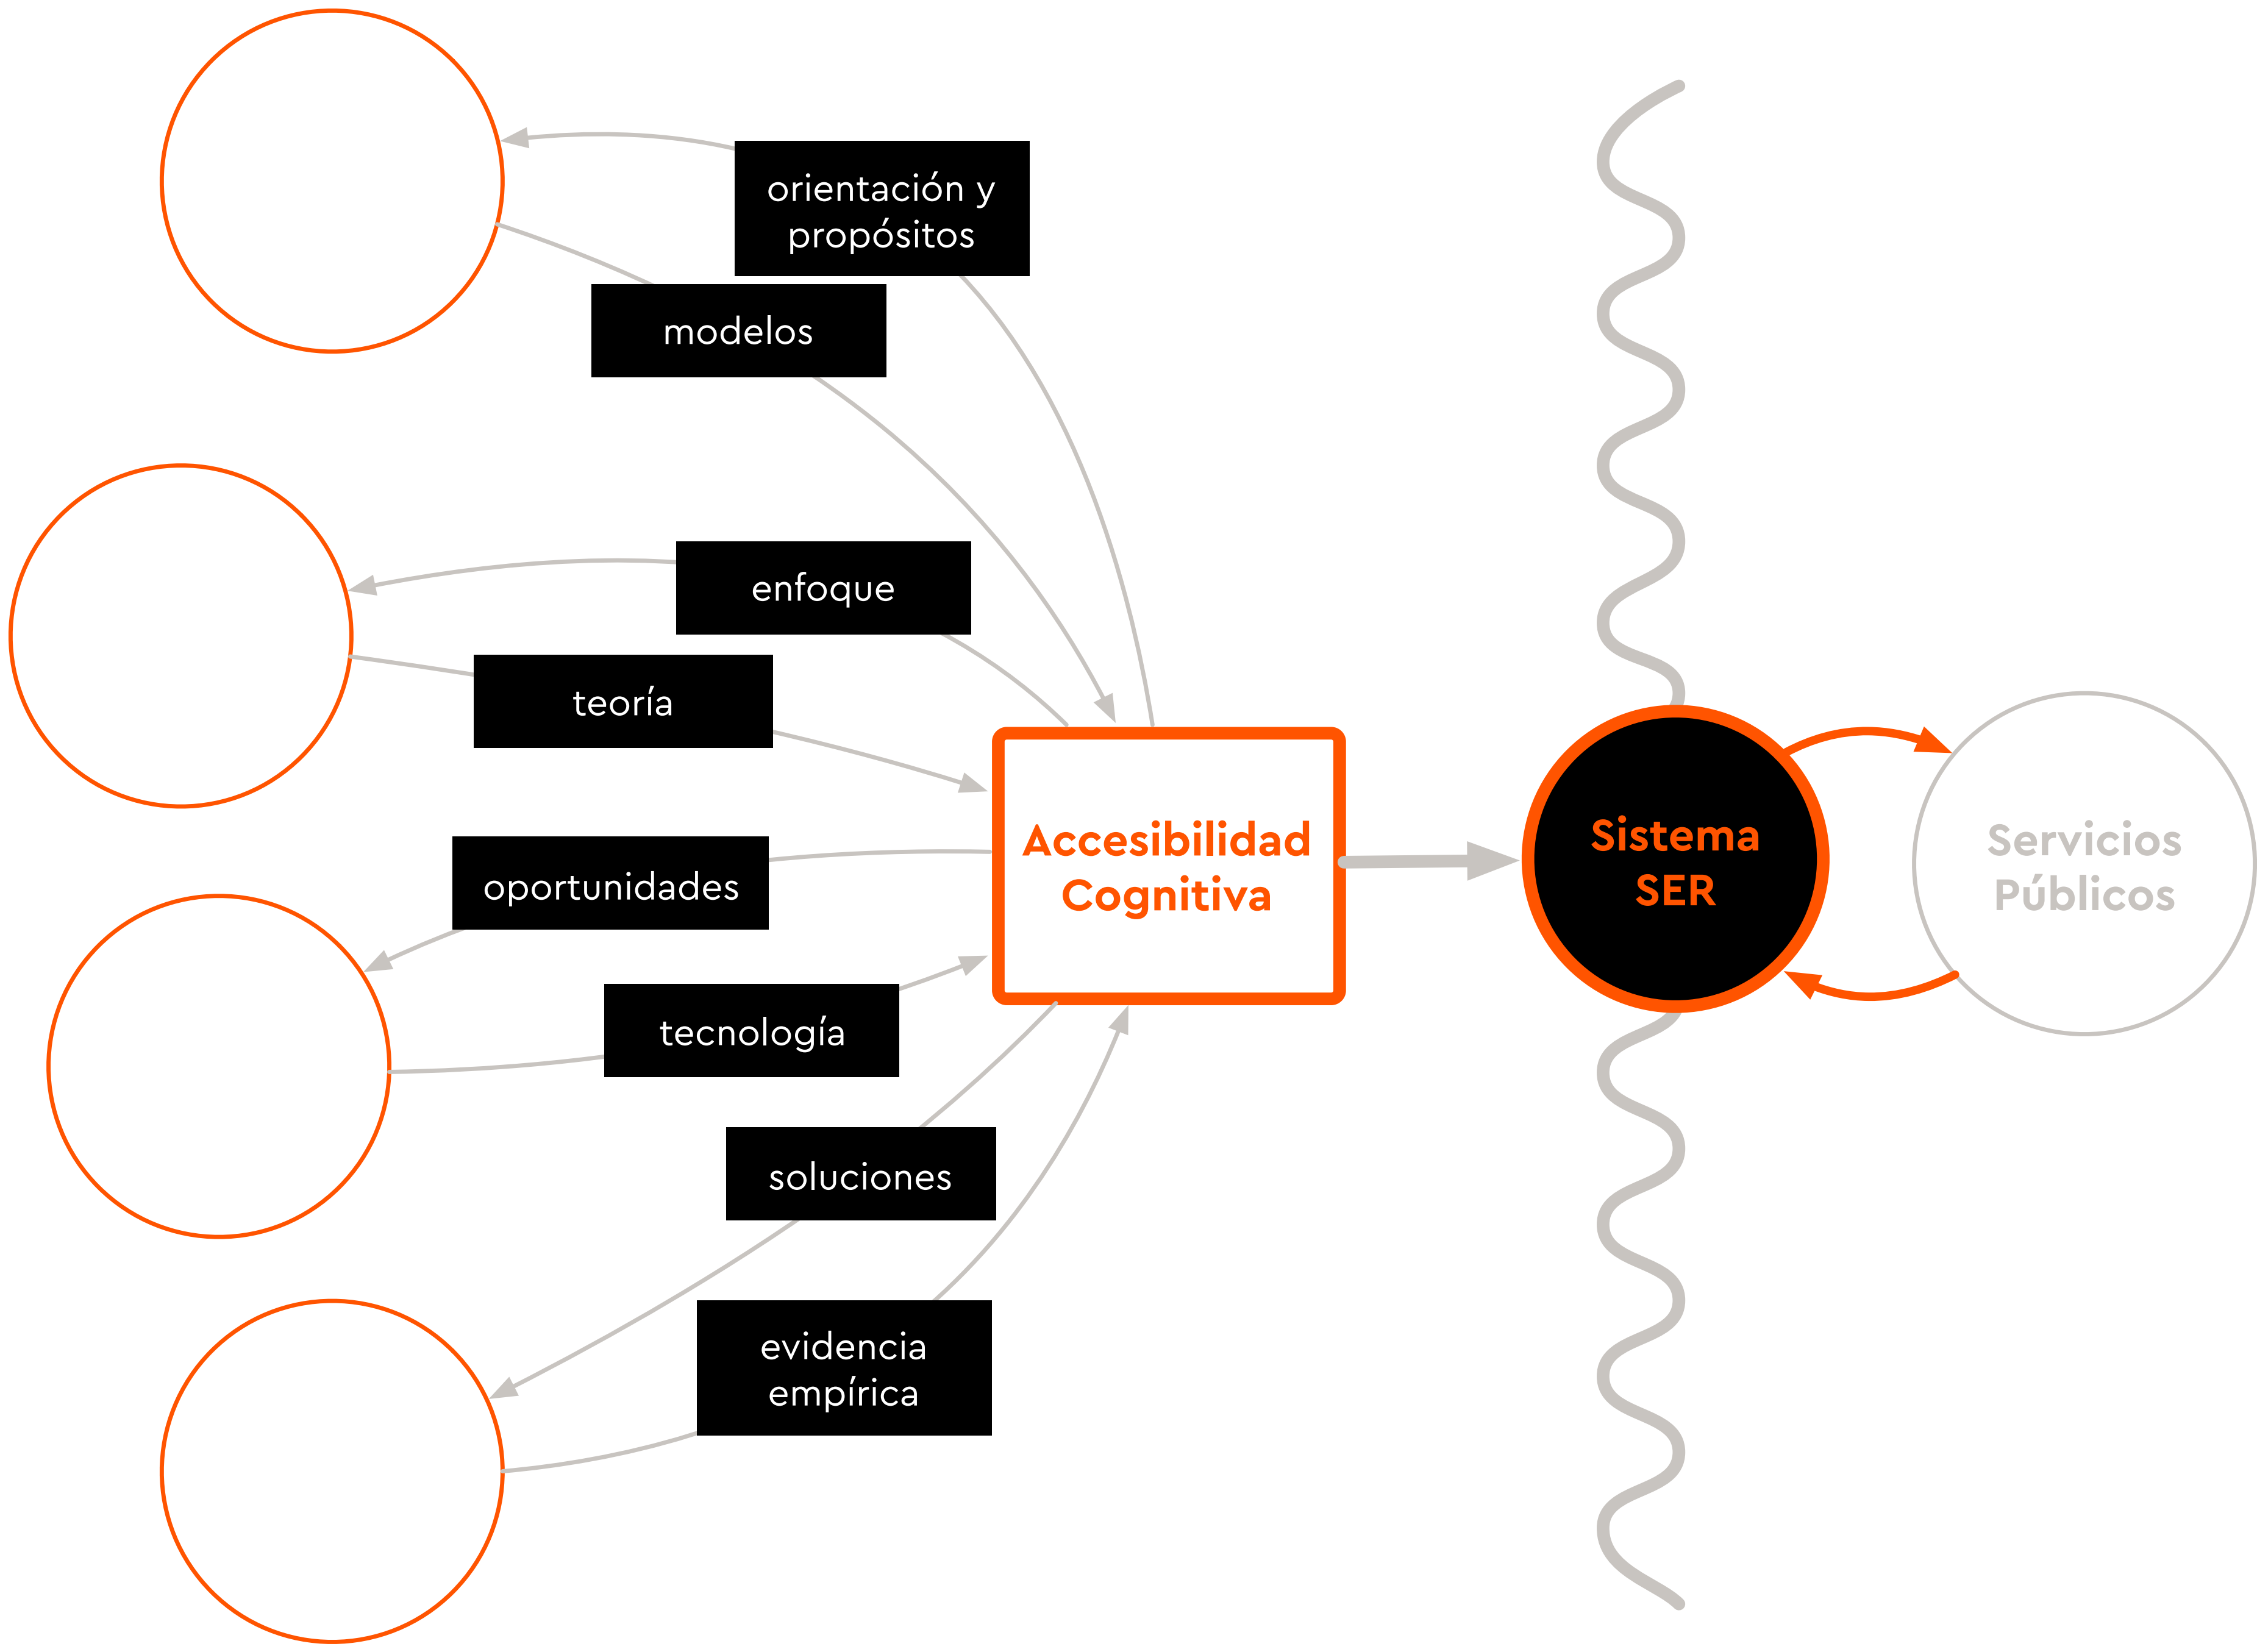 orientación y
propósitos
modelos
enfoque
teoría
oportunidades
tecnología
soluciones
evidencia
empírica
Accesibilidad
Cognitiva
Sistema
SER
Servicios
Públicos